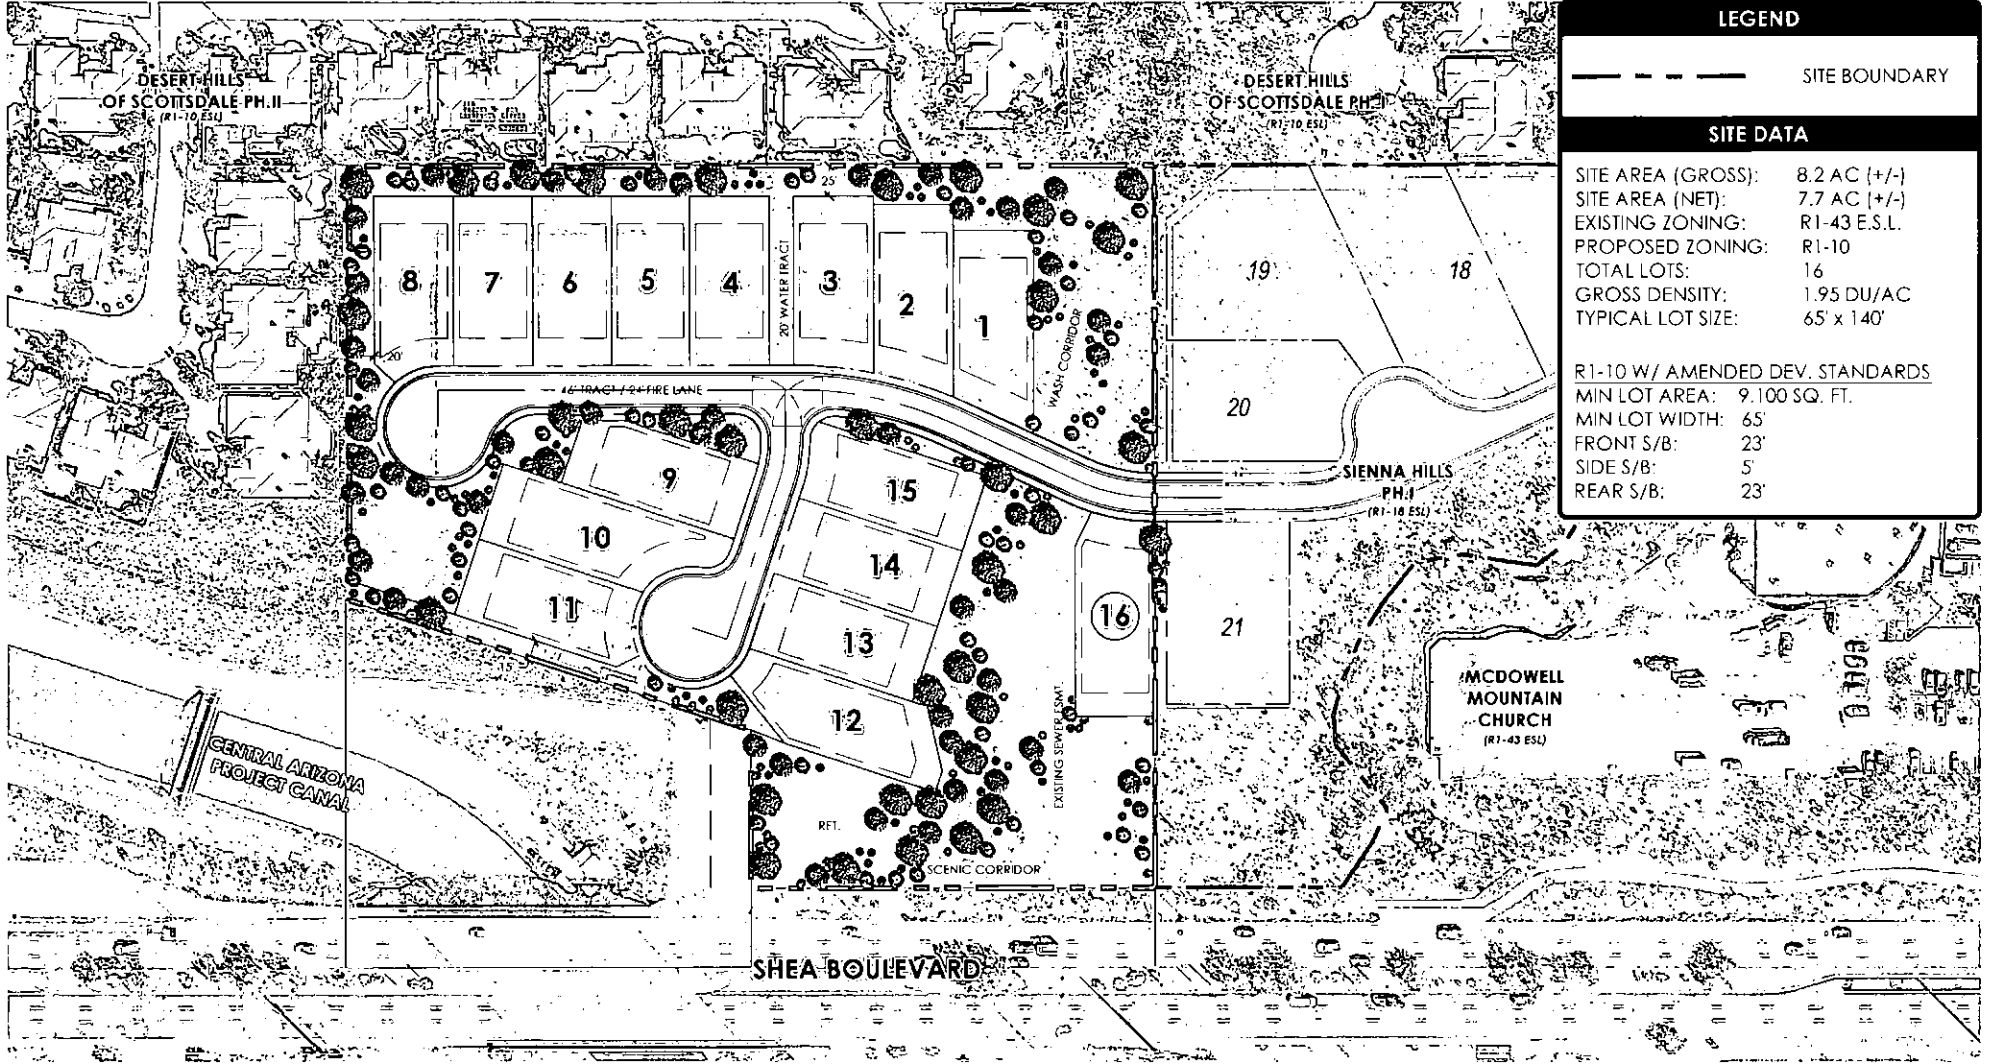 LEGEND
SITE BOUNDARY
SITE DATA
SITE AREA (GROSS): 8.2 AC (+/-)
SITE AREA (NET): 7.7 AC (+/-)
EXISTING ZONING: R1-43 E.S.L.
PROPOSED ZONING: R1-10
TOTAL LOTS: 16
GROSS DENSITY: 1.95 DU/AC
TYPICAL LOT SIZE: 65' x 140'
R1-10 W/ AMENDED DEV. STANDARDS
MIN LOT AREA: 9.100 SQ. FT.
MIN LOT WIDTH: 65'
FRONT S/B: 23'
SIDE S/B: 5'
REAR S/B: 23'
DESERT HILLS
OF SCOTTSDALE PH.II
(R1-10 ESL)
DESERT HILLS
OF SCOTTSDALE PH.I
(R1-10 ESL)
25'
8
7
6
5
4
20' WATER TRACT
3
2
1
WASH CORRIDOR
19
18
20
20'
46' TRACT / 24' FIRE LANE
SIENNA HILLS
PH.I
(R1-18 ESL)
9
10
11
15
14
13
12
16
21
EXISTING SEWER ESMT.
MCDOWELL
MOUNTAIN
CHURCH
(R1-43 ESL)
CENTRAL ARIZONA
PROJECT CANAL
RET.
SCENIC CORRIDOR
SHEA BOULEVARD